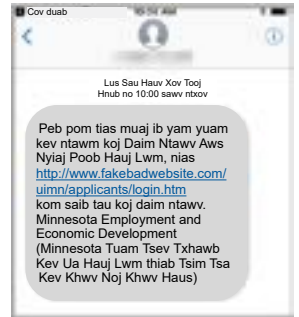 Cov duab
Lus Sau Hauv Xov Tooj
Hnub no 10:00 sawv ntxov
Peb pom tias muaj ib yam yuam
kev ntawm koj Daim Ntawv Aws
Nyiaj Poob Hauj Lwm, nias
http://www.fakebadwebsite.com/
uimn/applicants/login.htm
kom saib tau koj daim ntawv.
Minnesota Employment and
Economic Development
(Minnesota Tuam Tsev Txhawb
Kev Ua Hauj Lwm thiab Tsim Tsa
Kev Khwv Noj Khwv Haus)